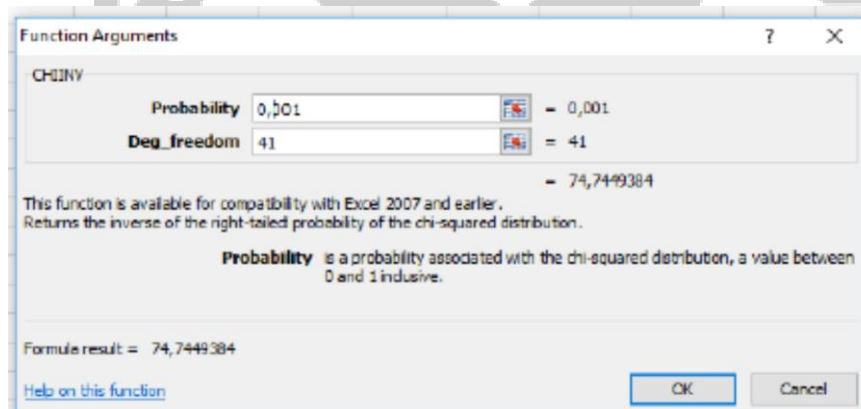 Function Arguments ? ×
CHIINV
Probability 0,001 = 0,001
Deg_freedom 41 = 41
= 74,7449384
This function is available for compatibility with Excel 2007 and earlier.
Returns the inverse of the right-tailed probability of the chi-squared distribution.
Probability is a probability associated with the chi-squared distribution, a value between
0 and 1 inclusive.
Formula result = 74,7449384
Help on this function OK Cancel